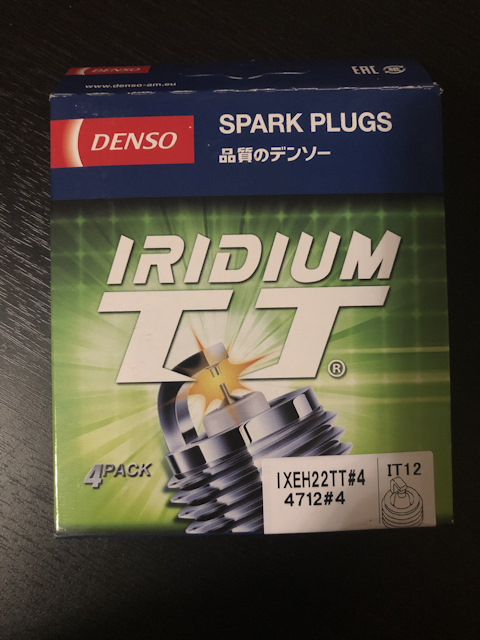 DENSO
www.denso-am.eu
EAC
DENSO
SPARK PLUGS
品質のデンソー
IRIDIUM
TT®
4PACK
IXEH22TT#4
4712#4
IT12